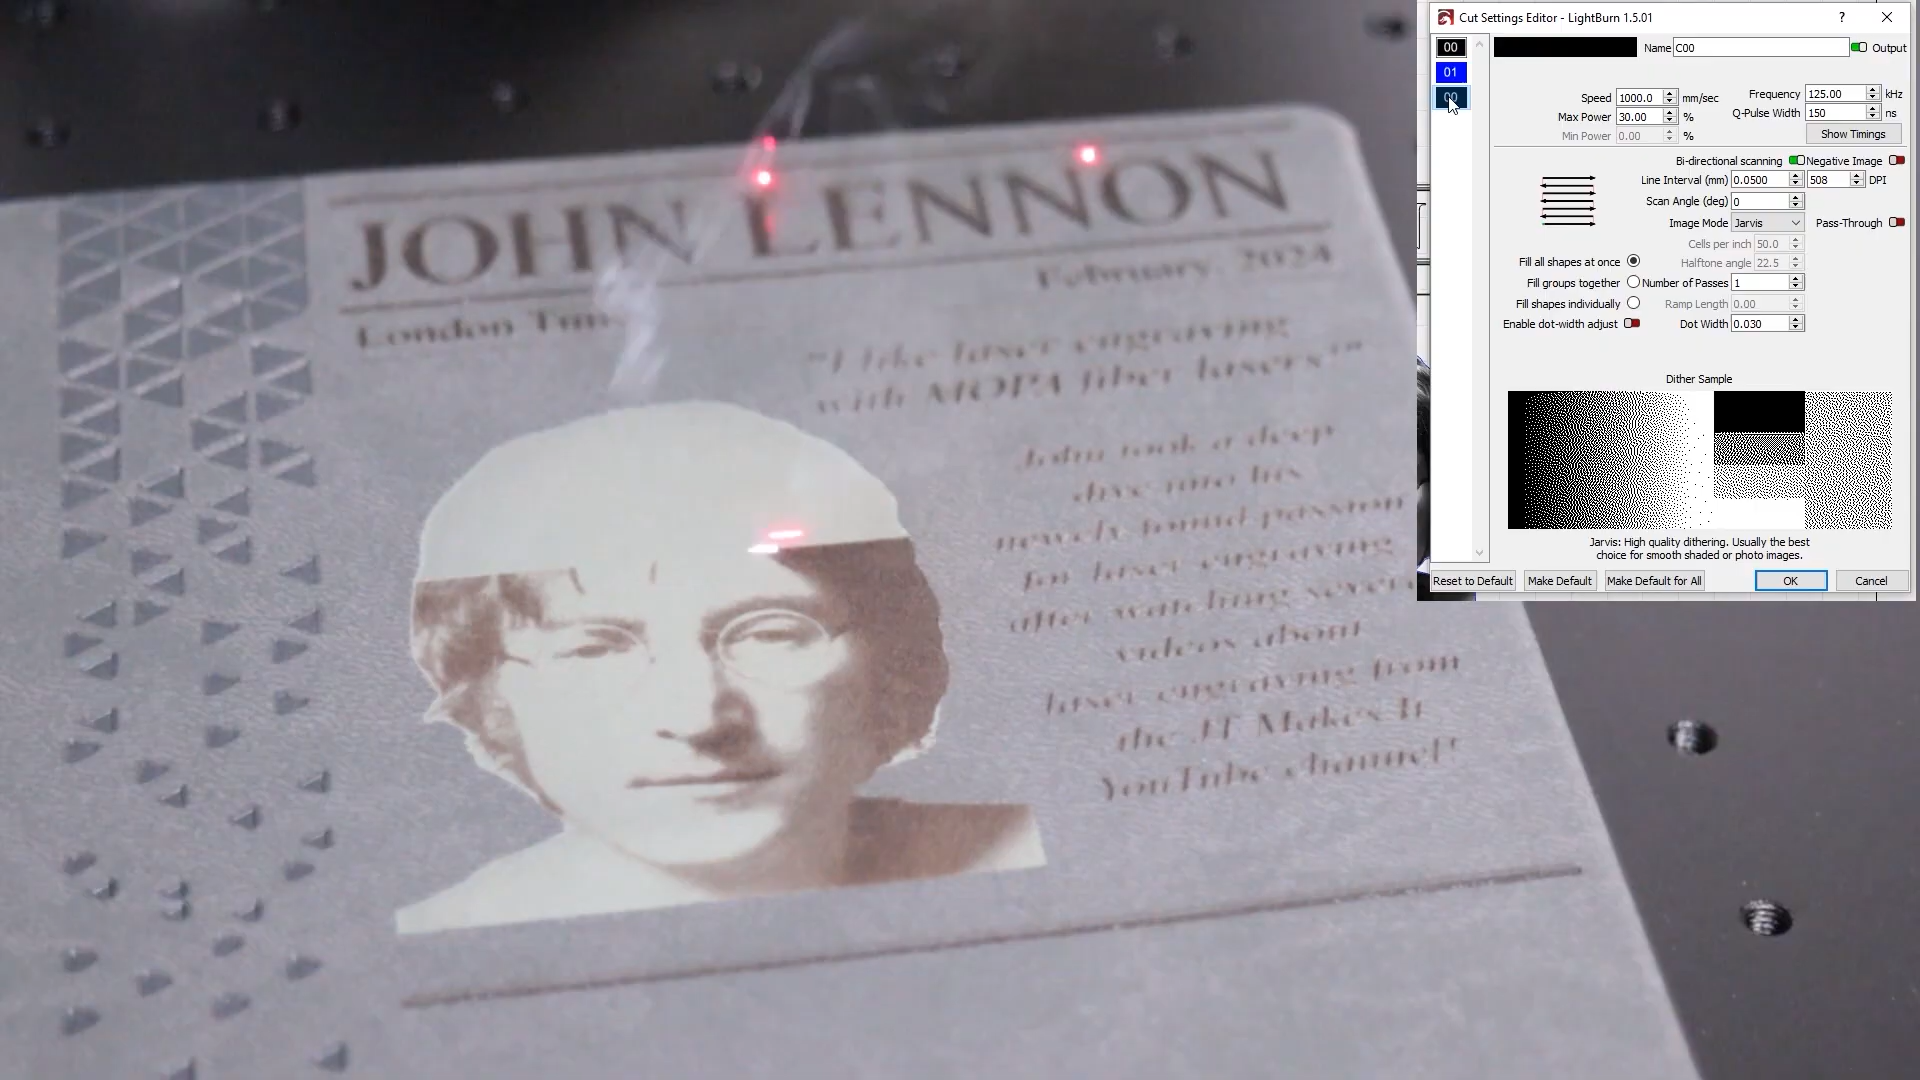 JOHN LENNON
February, 2024
London
"I like laser engraving
with MOPA fiber lasers!"
John took a deep
dive into his
newly found passion
for laser engraving
after watching
videos about
laser engraving from
the JT Makes It
YouTube channel!
Cut Settings Editor - LightBurn 1.5.01
?
00
01
00
Name C00 Output
Speed 1000.0 mm/sec
Frequency 125.00 kHz
Max Power 30.00 %
Q-Pulse Width 150 ns
Min Power 0.00 %
Show Timings
Bi-directional scanning Negative Image
Line Interval (mm) 0.0500 508 DPI
Scan Angle (deg) 0
Image Mode Jarvis Pass-Through
Cells per inch 50.0
Fill all shapes at once Halftone angle 22.5
Fill groups together Number of Passes 1
Fill shapes individually Ramp Length 0.00
Enable dot-width adjust Dot Width 0.030
Dither Sample
Jarvis: High quality dithering. Usually the best
choice for smooth shaded or photo images.
Reset to Default Make Default Make Default for All OK Cancel